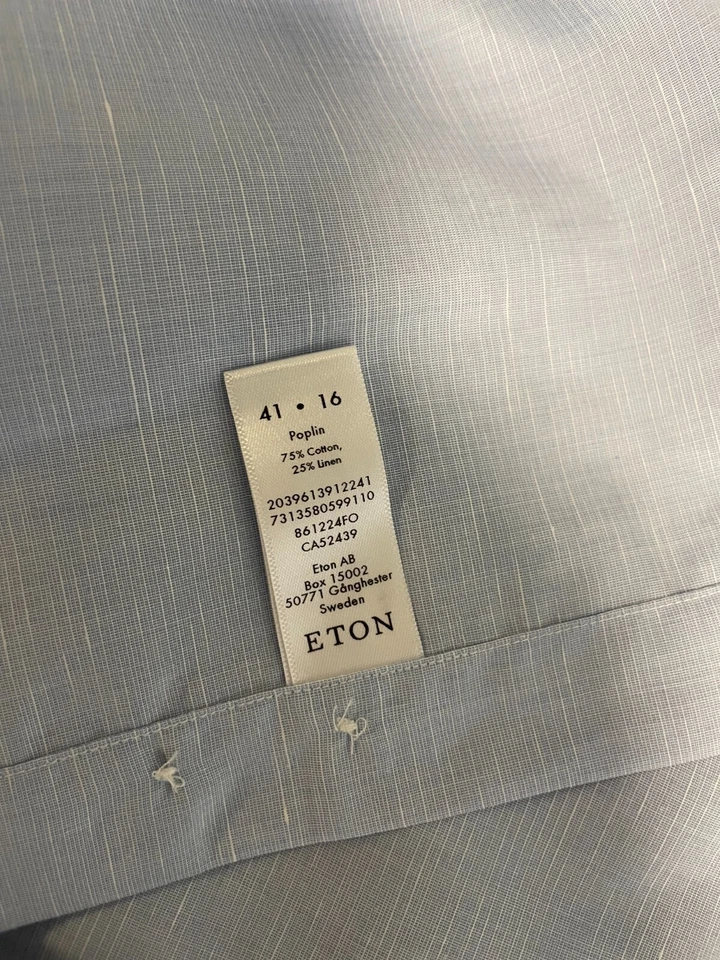 41 • 16
Poplin
75% Cotton,
25% Linen
2039613912241
7313580599110
861224FO
CA52439
Eton AB
Box 15002
50771 Gånghester
Sweden
ETON